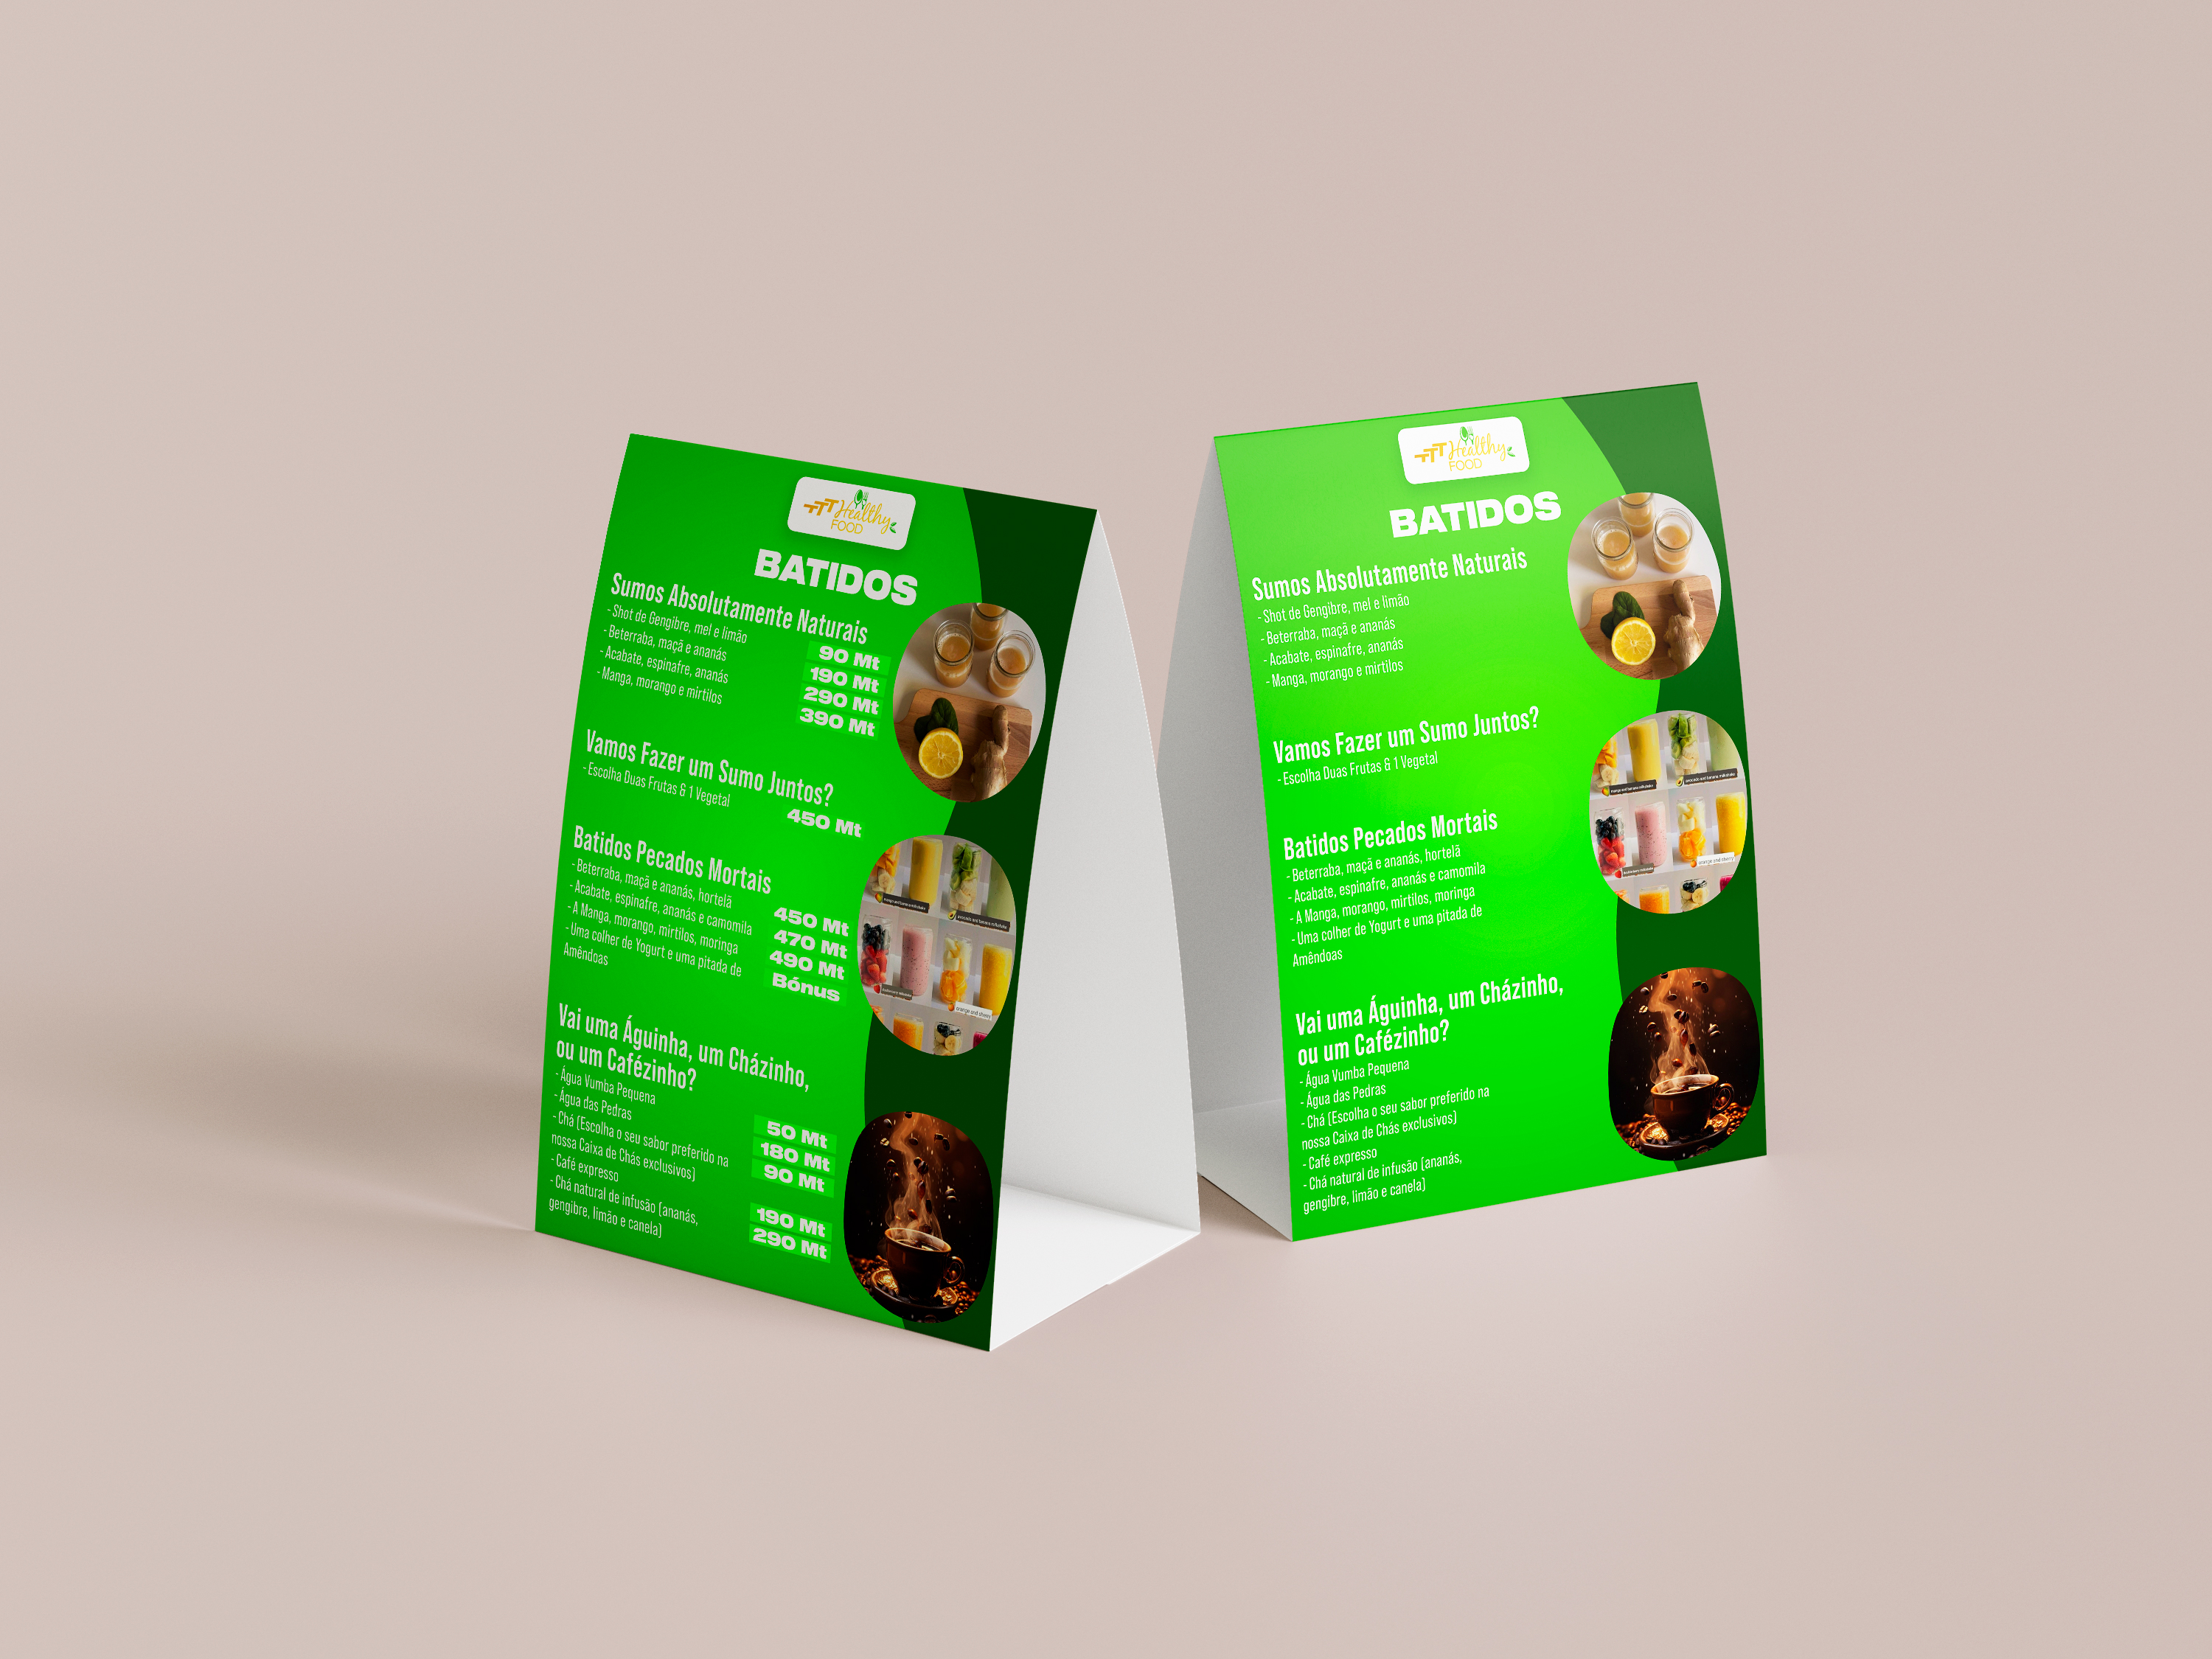 TTT Healthy
FOOD
BATIDOS
Sumos Absolutamente Naturais
- Shot de Gengibre, mel e limão
90 Mt
- Beterraba, maçã e ananás
190 Mt
- Acabate, espinafre, ananás
290 Mt
- Manga, morango e mirtilos
390 Mt
Vamos Fazer um Sumo Juntos?
- Escolha Duas Frutas & 1 Vegetal
450 Mt
Batidos Pecados Mortais
- Beterraba, maçã e ananás, hortelã
450 Mt
- Acabate, espinafre, ananás e camomila
470 Mt
- A Manga, morango, mirtilos, moringa
490 Mt
- Uma colher de Yogurt e uma pitada de
Amêndoas
Bónus
Vai uma Águinha, um Cházinho,
ou um Cafézinho?
- Água Vumba Pequena
50 Mt
- Água das Pedras
180 Mt
- Chá (Escolha o seu sabor preferido na
nossa Caixa de Chás exclusivos)
90 Mt
- Café expresso
190 Mt
- Chá natural de infusão (ananás,
gengibre, limão e canela)
290 Mt
TTT Healthy
FOOD
BATIDOS
Sumos Absolutamente Naturais
- Shot de Gengibre, mel e limão
- Beterraba, maçã e ananás
- Acabate, espinafre, ananás
- Manga, morango e mirtilos
Vamos Fazer um Sumo Juntos?
- Escolha Duas Frutas & 1 Vegetal
Batidos Pecados Mortais
- Beterraba, maçã e ananás, hortelã
- Acabate, espinafre, ananás e camomila
- A Manga, morango, mirtilos, moringa
- Uma colher de Yogurt e uma pitada de
Amêndoas
Vai uma Águinha, um Cházinho,
ou um Cafézinho?
- Água Vumba Pequena
- Água das Pedras
- Chá (Escolha o seu sabor preferido na
nossa Caixa de Chás exclusivos)
- Café expresso
- Chá natural de infusão (ananás,
gengibre, limão e canela)